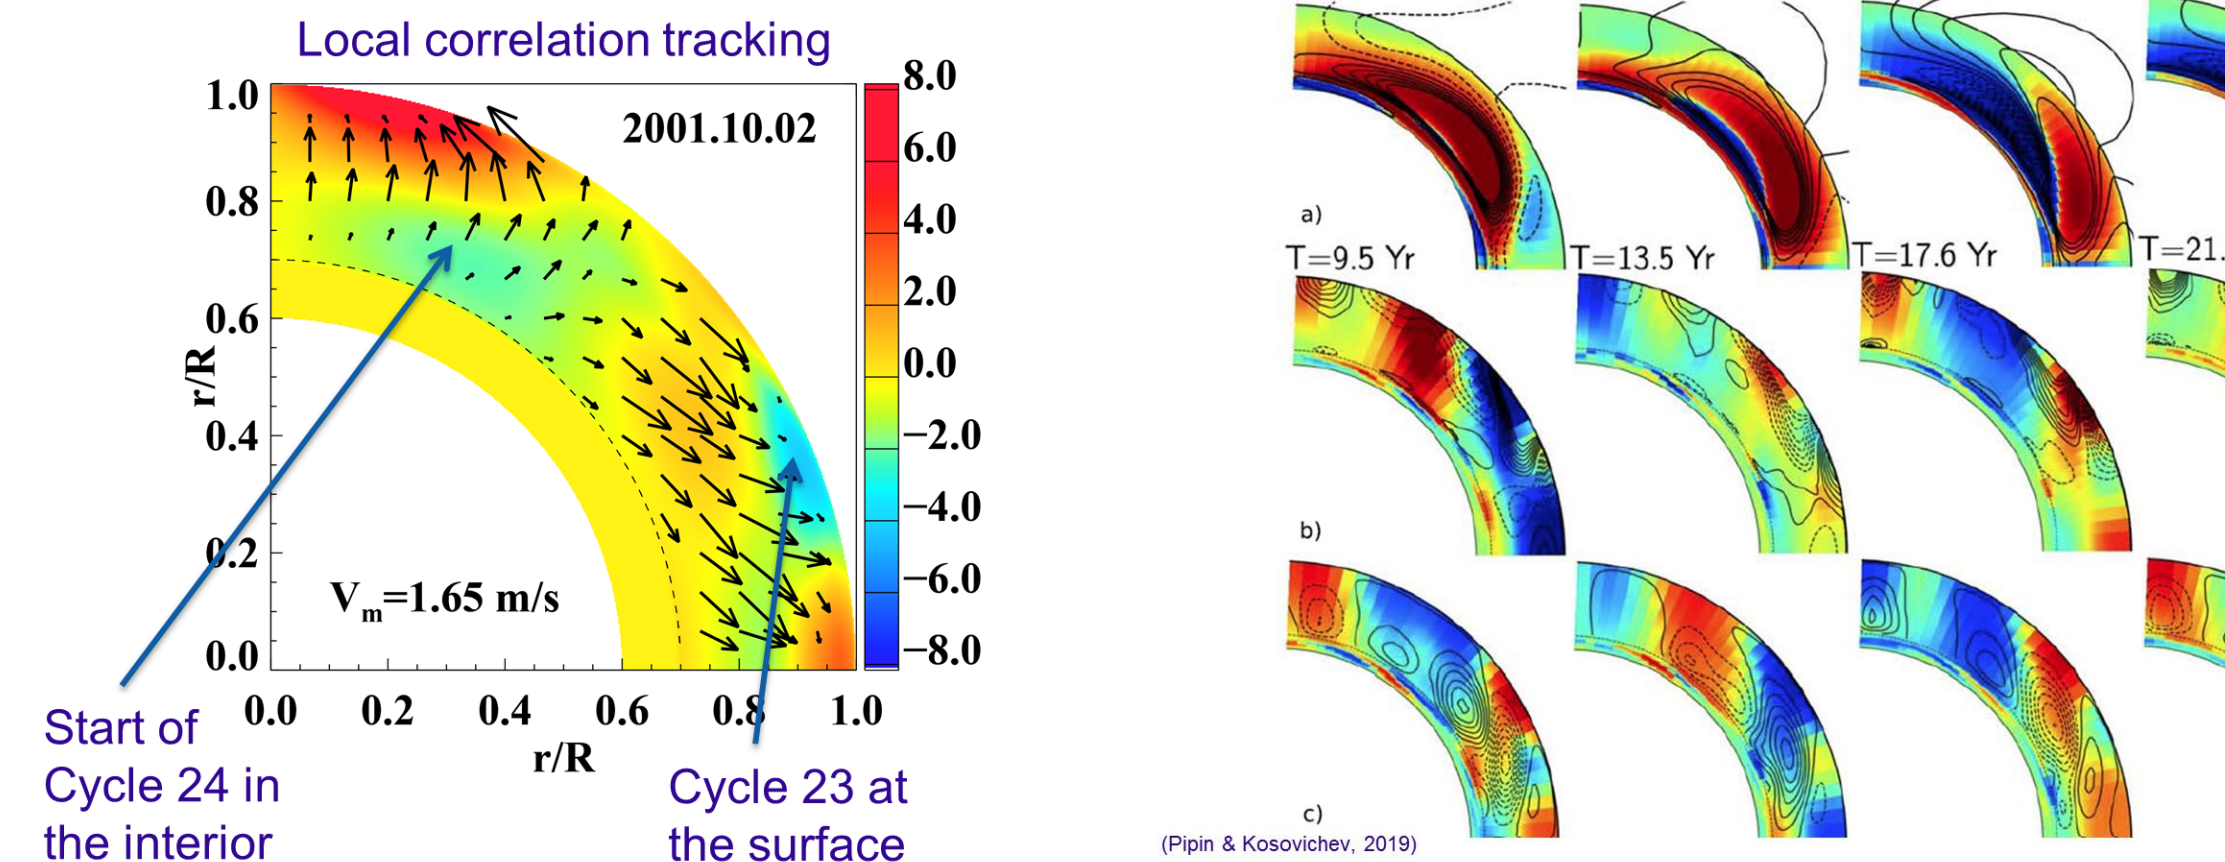 Local correlation tracking
2001.10.02
1.0
0.8
0.6
0.4
0.2
0.0
r/R
0.0 0.2 0.4 0.6 0.8 1.0
r/R
V_m=1.65 m/s
8.0
6.0
4.0
2.0
0.0
−2.0
−4.0
−6.0
−8.0
Start of
Cycle 24 in
the interior
Cycle 23 at
the surface
a)
T=9.5 Yr T=13.5 Yr T=17.6 Yr T=21.
b)
c)
(Pipin & Kosovichev, 2019)